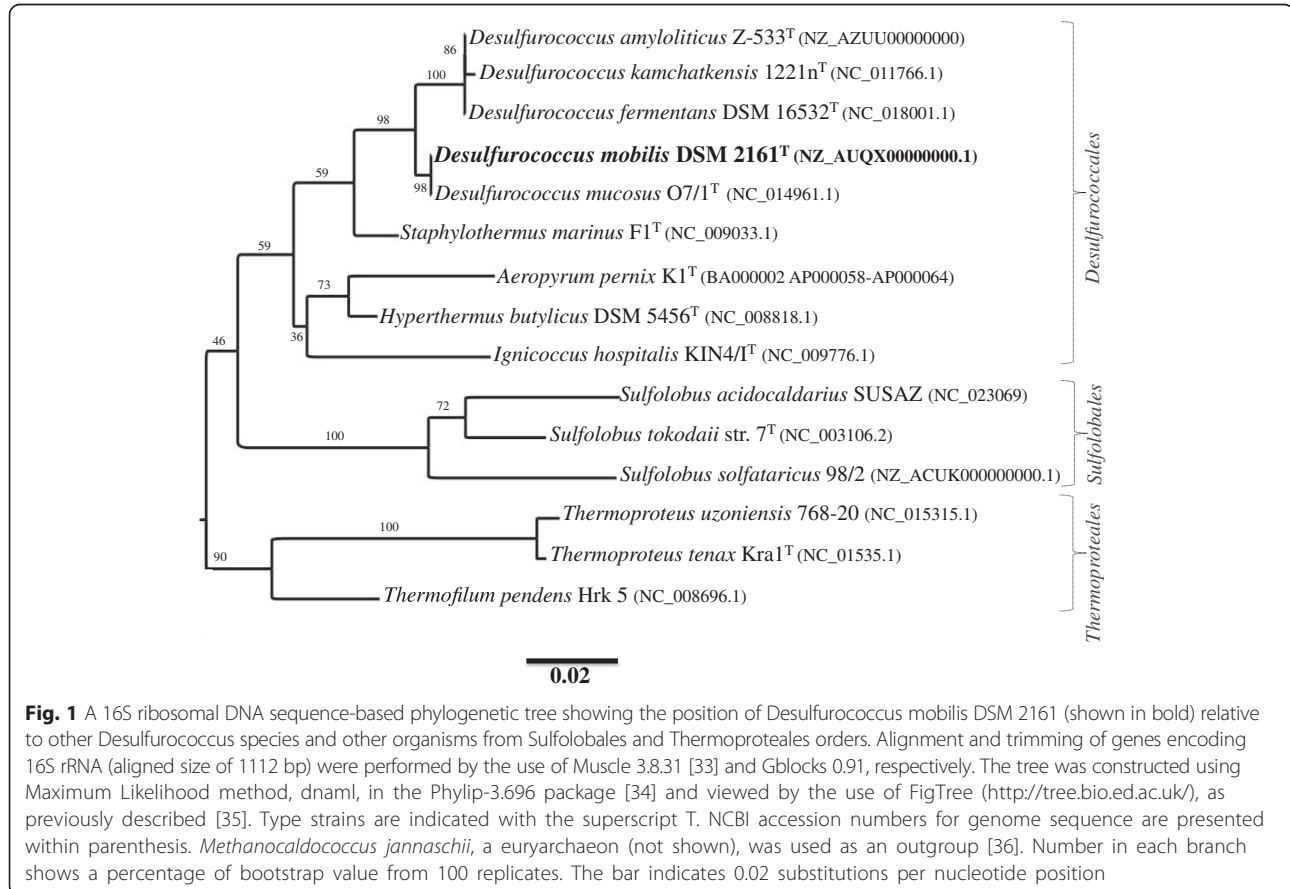 86
Desulfurococcus amyloliticus Z-533ᵀ (NZ_AZUU00000000)
100
Desulfurococcus kamchatkensis 1221nᵀ (NC_011766.1)
Desulfurococcus fermentans DSM 16532ᵀ (NC_018001.1)
98
Desulfurococcus mobilis DSM 2161ᵀ (NZ_AUQX00000000.1)
98
Desulfurococcus mucosus O7/1ᵀ (NC_014961.1)
59
Staphylothermus marinus F1ᵀ (NC_009033.1)
59
Aeropyrum pernix K1ᵀ (BA000002 AP000058-AP000064)
73
Hyperthermus butylicus DSM 5456ᵀ (NC_008818.1)
36
Ignicoccus hospitalis KIN4/Iᵀ (NC_009776.1)
Desulfurococcales
46
Sulfolobus acidocaldarius SUSAZ (NC_023069)
72
Sulfolobus tokodaii str. 7ᵀ (NC_003106.2)
100
Sulfolobus solfataricus 98/2 (NZ_ACUK000000000.1)
Sulfolobales
Thermoproteus uzoniensis 768-20 (NC_015315.1)
100
Thermoproteus tenax Kra1ᵀ (NC_01535.1)
90
Thermofilum pendens Hrk 5 (NC_008696.1)
Thermoproteales
0.02
Fig. 1 A 16S ribosomal DNA sequence-based phylogenetic tree showing the position of Desulfurococcus mobilis DSM 2161 (shown in bold) relative
to other Desulfurococcus species and other organisms from Sulfolobales and Thermoproteales orders. Alignment and trimming of genes encoding
16S rRNA (aligned size of 1112 bp) were performed by the use of Muscle 3.8.31 [33] and Gblocks 0.91, respectively. The tree was constructed using
Maximum Likelihood method, dnaml, in the Phylip-3.696 package [34] and viewed by the use of FigTree (http://tree.bio.ed.ac.uk/), as
previously described [35]. Type strains are indicated with the superscript T. NCBI accession numbers for genome sequence are presented
within parenthesis. Methanocaldococcus jannaschii, a euryarchaeon (not shown), was used as an outgroup [36]. Number in each branch
shows a percentage of bootstrap value from 100 replicates. The bar indicates 0.02 substitutions per nucleotide position